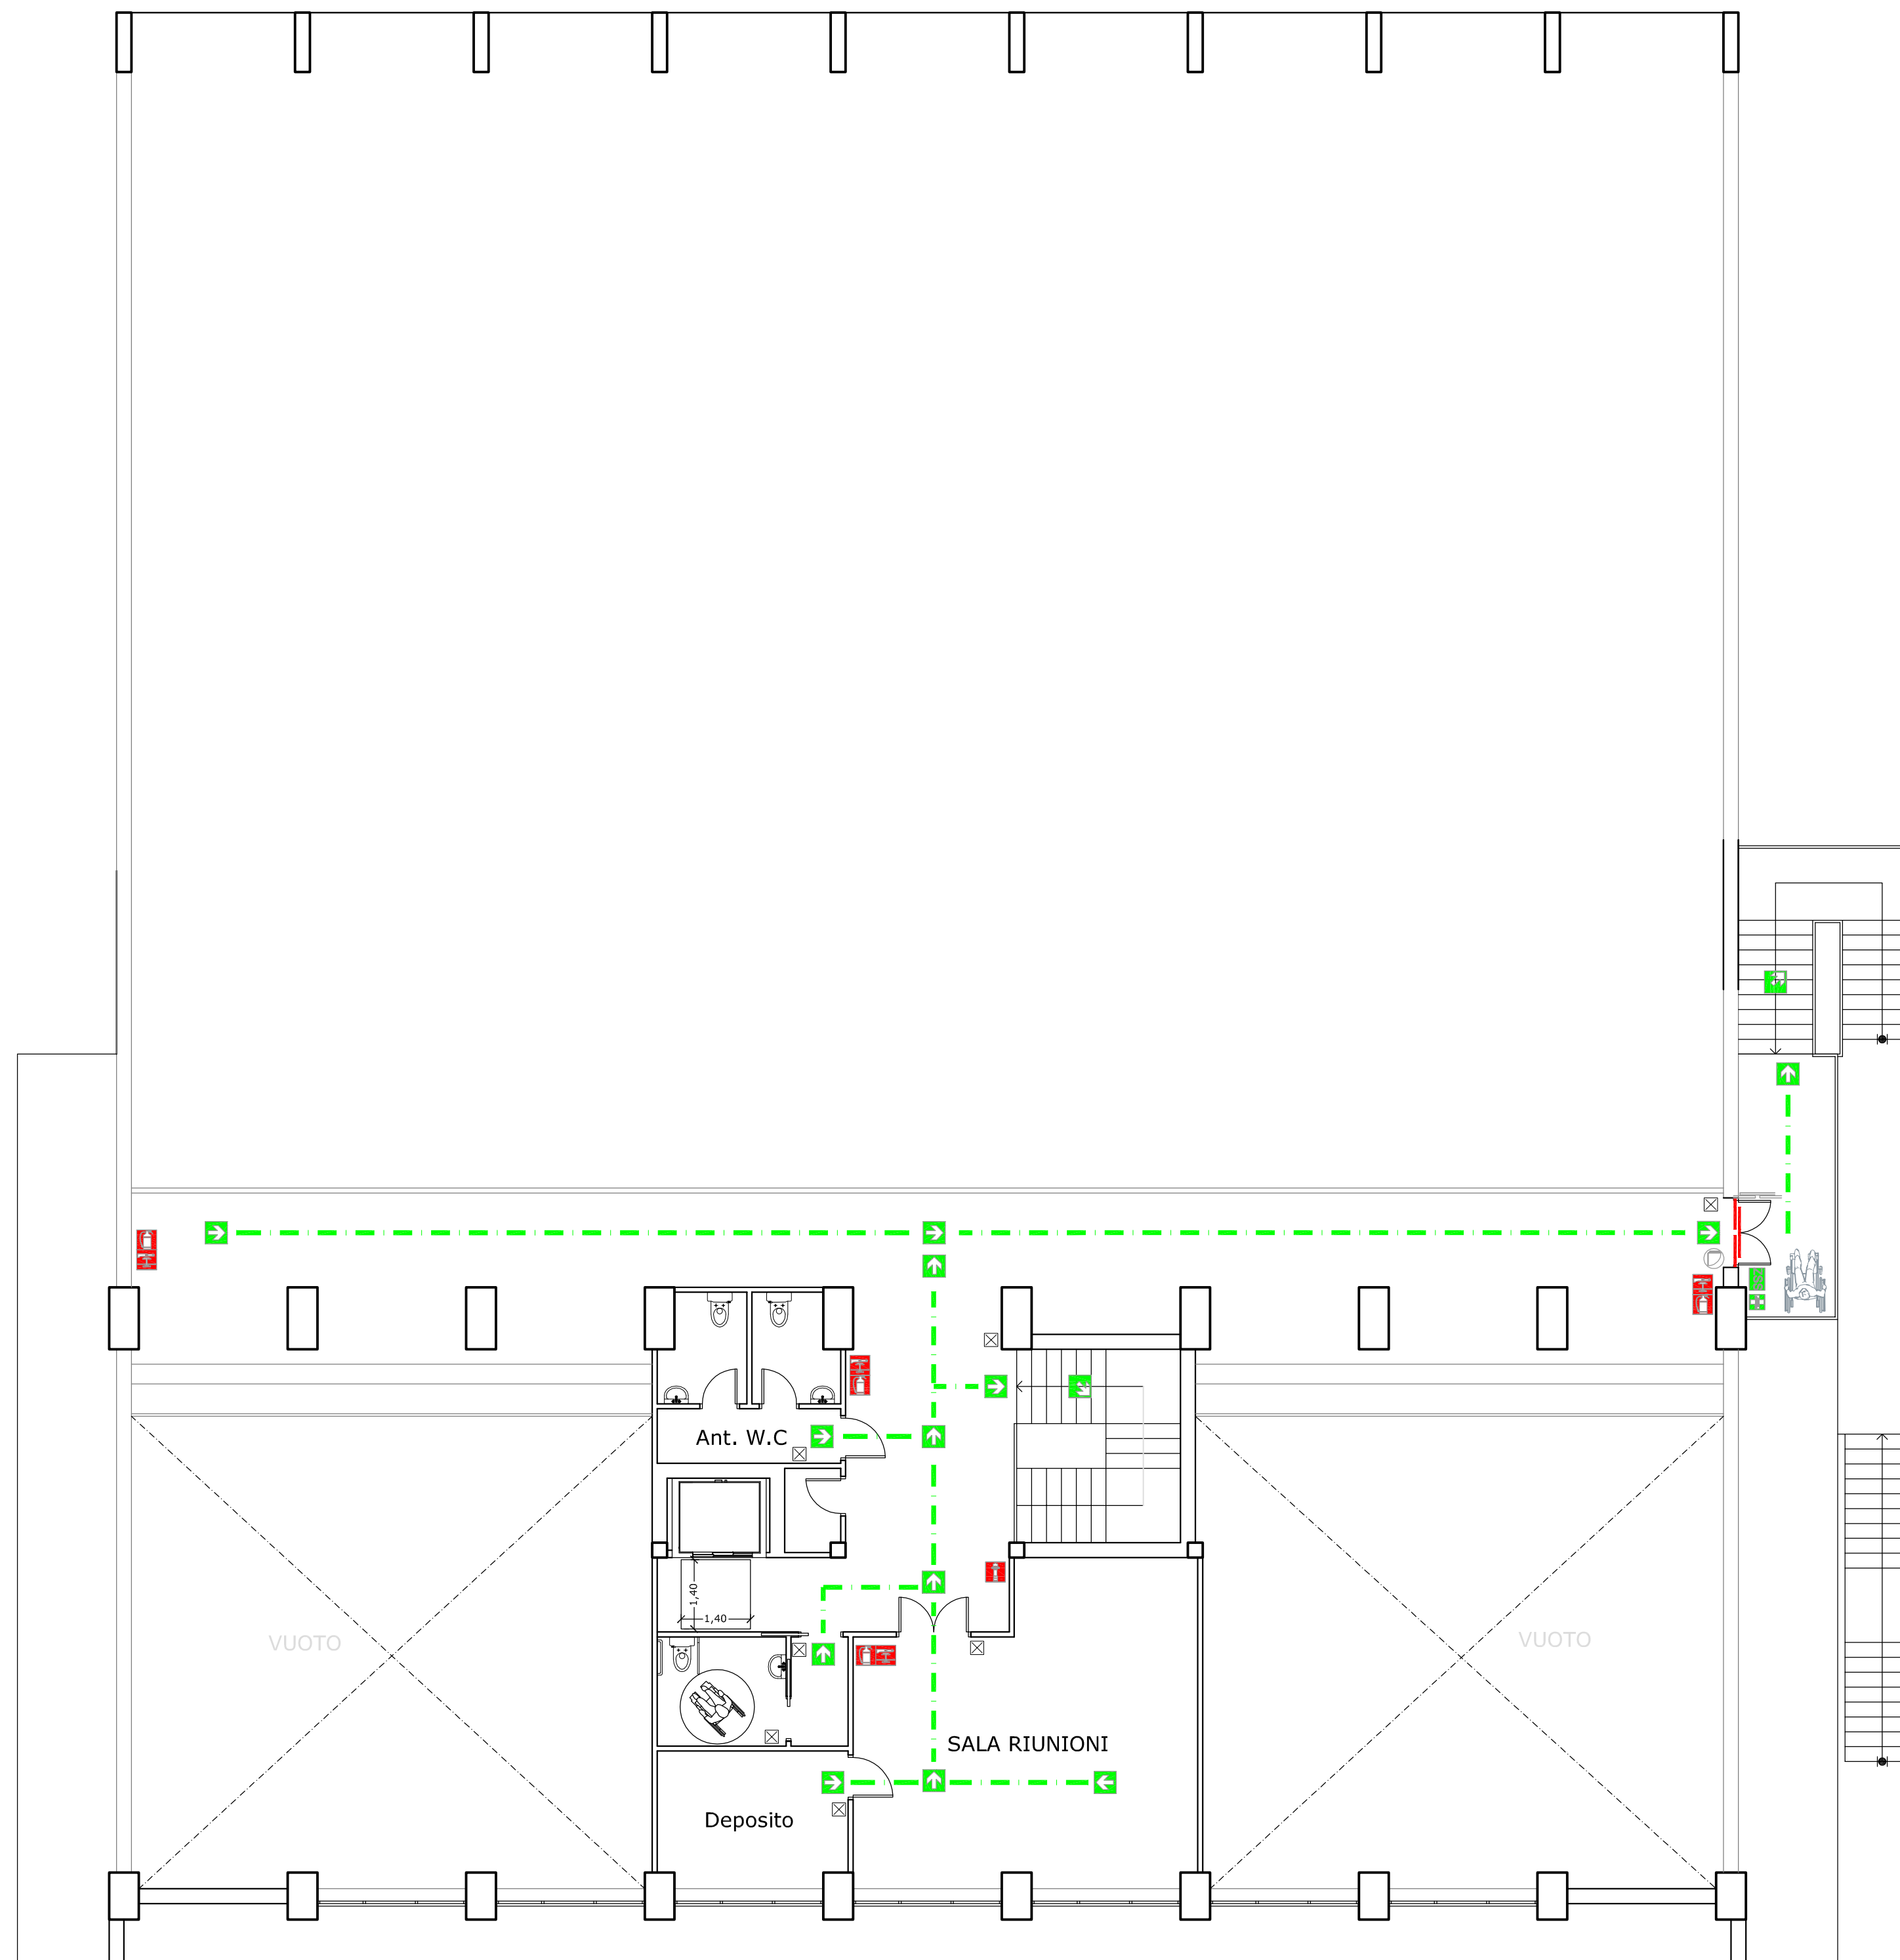 Ant. W.C
1,40
1,40
VUOTO
VUOTO
SALA RIUNIONI
Deposito